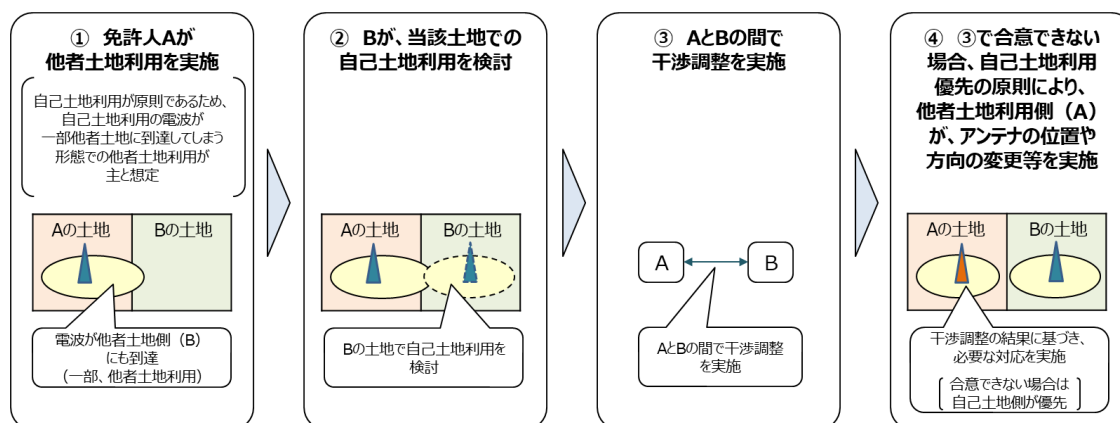 ① 免許人Aが
他者土地利用を実施
自己土地利用が原則であるため、
自己土地利用の電波が
一部他者土地に到達してしまう
形態での他者土地利用が
主と想定
Aの土地
Bの土地
電波が他者土地側（B）
にも到達
（一部、他者土地利用）
② Bが、当該土地での
自己土地利用を検討
Aの土地
Bの土地
Bの土地で自己土地利用を
検討
③ AとBの間で
干渉調整を実施
A
B
AとBの間で干渉調整
を実施
④ ③で合意できない
場合、自己土地利用
優先の原則により、
他者土地利用側（A）
が、アンテナの位置や
方向の変更等を実施
Aの土地
Bの土地
干渉調整の結果に基づき、
必要な対応を実施
合意できない場合は
自己土地側が優先